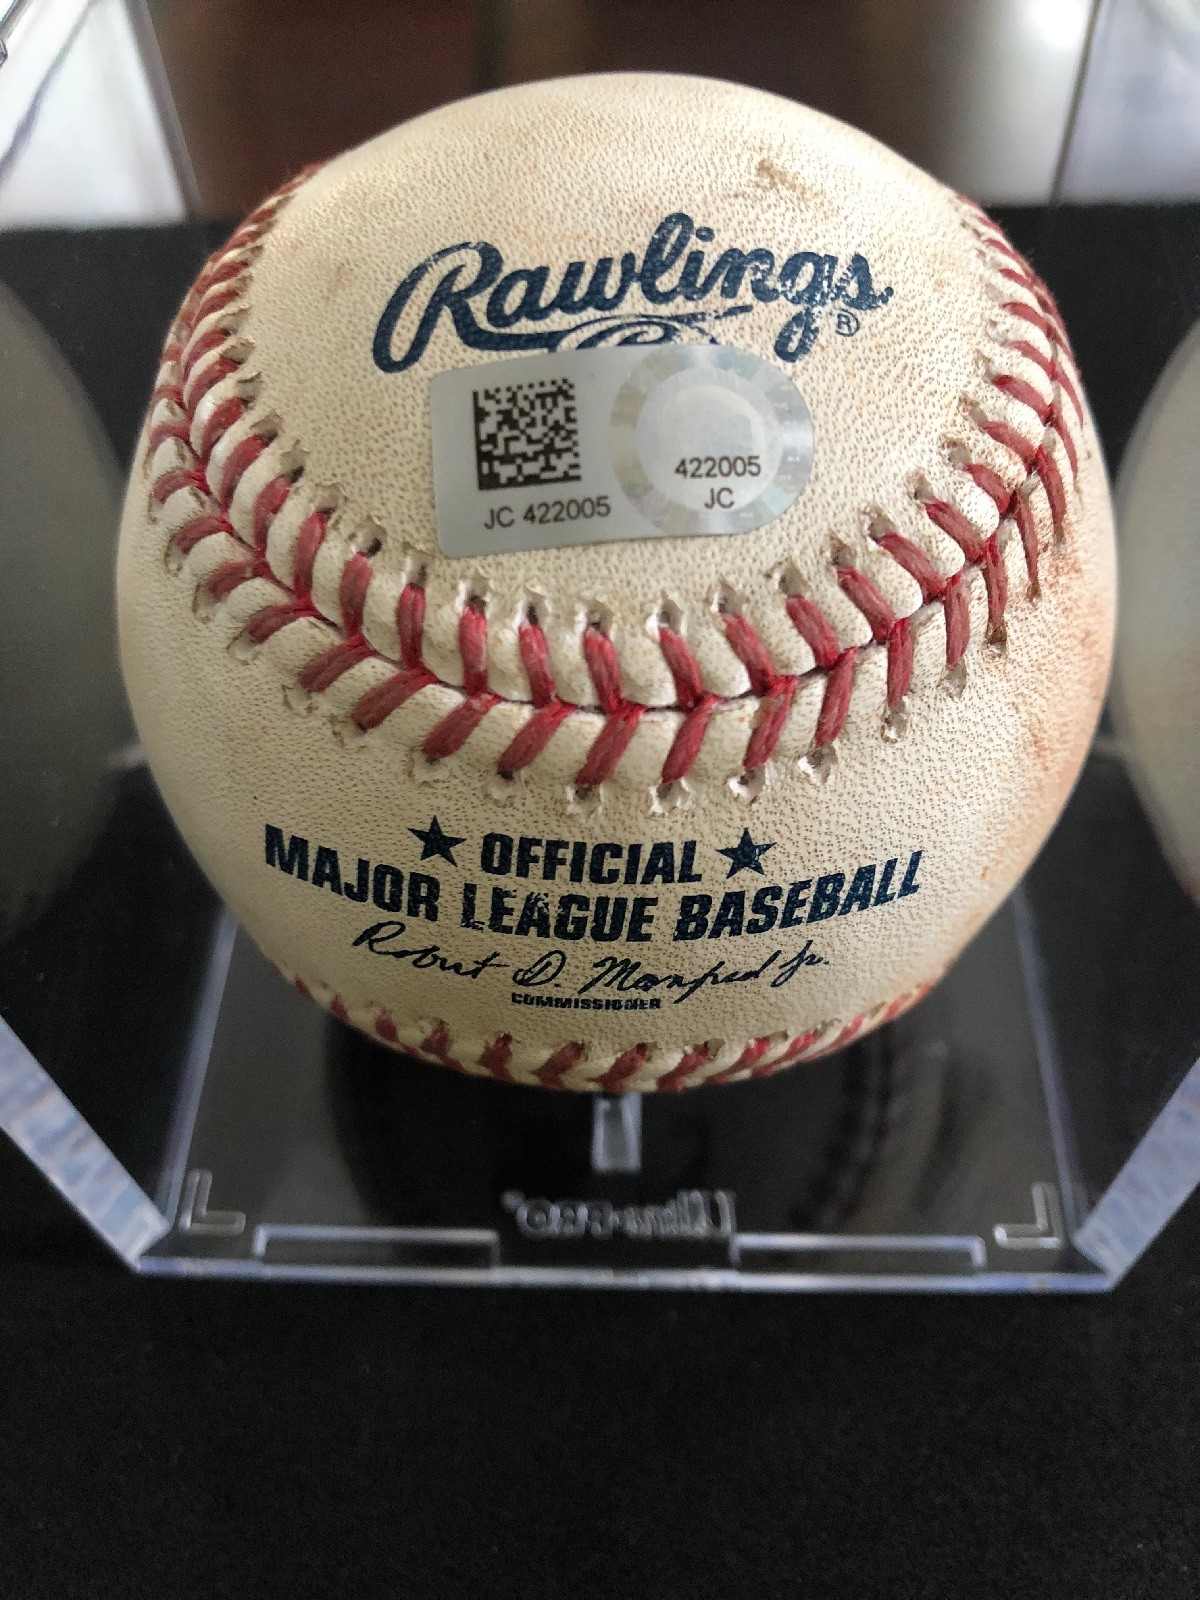 Rawlings®
422005
JC 422005
JC
★ OFFICIAL ★
MAJOR LEAGUE BASEBALL
Robert D. Manfred Jr.
COMMISSIONER